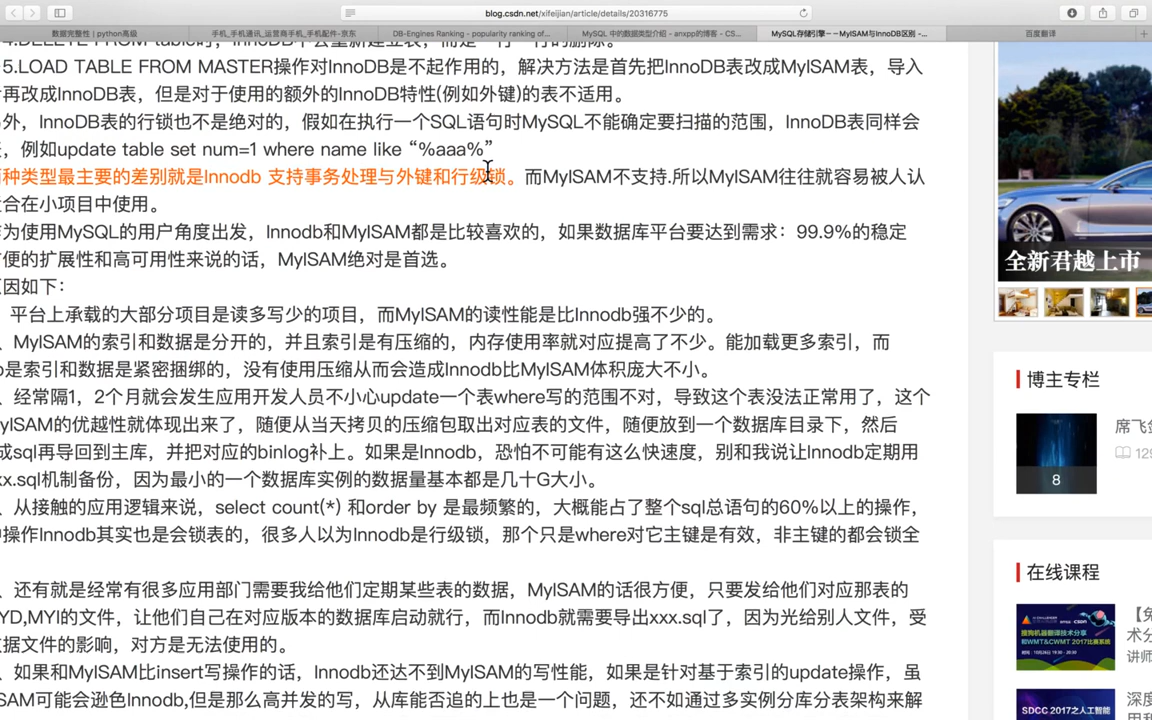 blog.csdn.net/xifeijian/article/details/20316775
数据完整性 | python高级
手机_手机通讯_运营商手机_手机配件-京东
DB-Engines Ranking - popularity ranking of...
MySQL 中的数据类型介绍 - anxpp的博客 - CS...
MySQL存储引擎--MyISAM与InnoDB区别 -...
百度翻译
4.DELETE FROM table时，InnoDB不会重新建立表，而是一行一行的删除。
5.LOAD TABLE FROM MASTER操作对InnoDB是不起作用的，解决方法是首先把InnoDB表改成MyISAM表，导入
再改成InnoDB表，但是对于使用的额外的InnoDB特性(例如外键)的表不适用。
外，InnoDB表的行锁也不是绝对的，假如在执行一个SQL语句时MySQL不能确定要扫描的范围，InnoDB表同样会
，例如update table set num=1 where name like “%aaa%”
种类型最主要的差别就是Innodb 支持事务处理与外键和行级锁。而MyISAM不支持.所以MyISAM往往就容易被人认
合在小项目中使用。
为使用MySQL的用户角度出发，Innodb和MyISAM都是比较喜欢的，如果数据库平台要达到需求：99.9%的稳定
便的扩展性和高可用性来说的话，MyISAM绝对是首选。
因如下：
平台上承载的大部分项目是读多写少的项目，而MyISAM的读性能是比Innodb强不少的。
、MyISAM的索引和数据是分开的，并且索引是有压缩的，内存使用率就对应提高了不少。能加载更多索引，而
b是索引和数据是紧密捆绑的，没有使用压缩从而会造成Innodb比MyISAM体积庞大不小。
、经常隔1，2个月就会发生应用开发人员不小心update一个表where写的范围不对，导致这个表没法正常用了，这个
yISAM的优越性就体现出来了，随便从当天拷贝的压缩包取出对应表的文件，随便放到一个数据库目录下，然后
成sql再导回到主库，并把对应的binlog补上。如果是Innodb，恐怕不可能有这么快速度，别和我说让Innodb定期用
xx.sql机制备份，因为最小的一个数据库实例的数据量基本都是几十G大小。
、从接触的应用逻辑来说，select count(*) 和order by 是最频繁的，大概能占了整个sql总语句的60%以上的操作，
操作Innodb其实也是会锁表的，很多人以为Innodb是行级锁，那个只是where对它主键是有效，非主键的都会锁全
、还有就是经常有很多应用部门需要我给他们定期某些表的数据，MyISAM的话很方便，只要发给他们对应那表的
YD,MYI的文件，让他们自己在对应版本的数据库启动就行，而Innodb就需要导出xxx.sql了，因为光给别人文件，受
据文件的影响，对方是无法使用的。
、如果和MyISAM比insert写操作的话，Innodb还达不到MyISAM的写性能，如果是针对基于索引的update操作，虽
SAM可能会逊色Innodb,但是那么高并发的写，从库能否追的上也是一个问题，还不如通过多实例分库分表架构来解
全新君越上市
博主专栏
席飞剑
8
129
在线课程
搜狗机器翻译技术分享
和WMT&CWMT 2017比赛系统
【免
术分
讲师
SDCC 2017之人工智能
深度